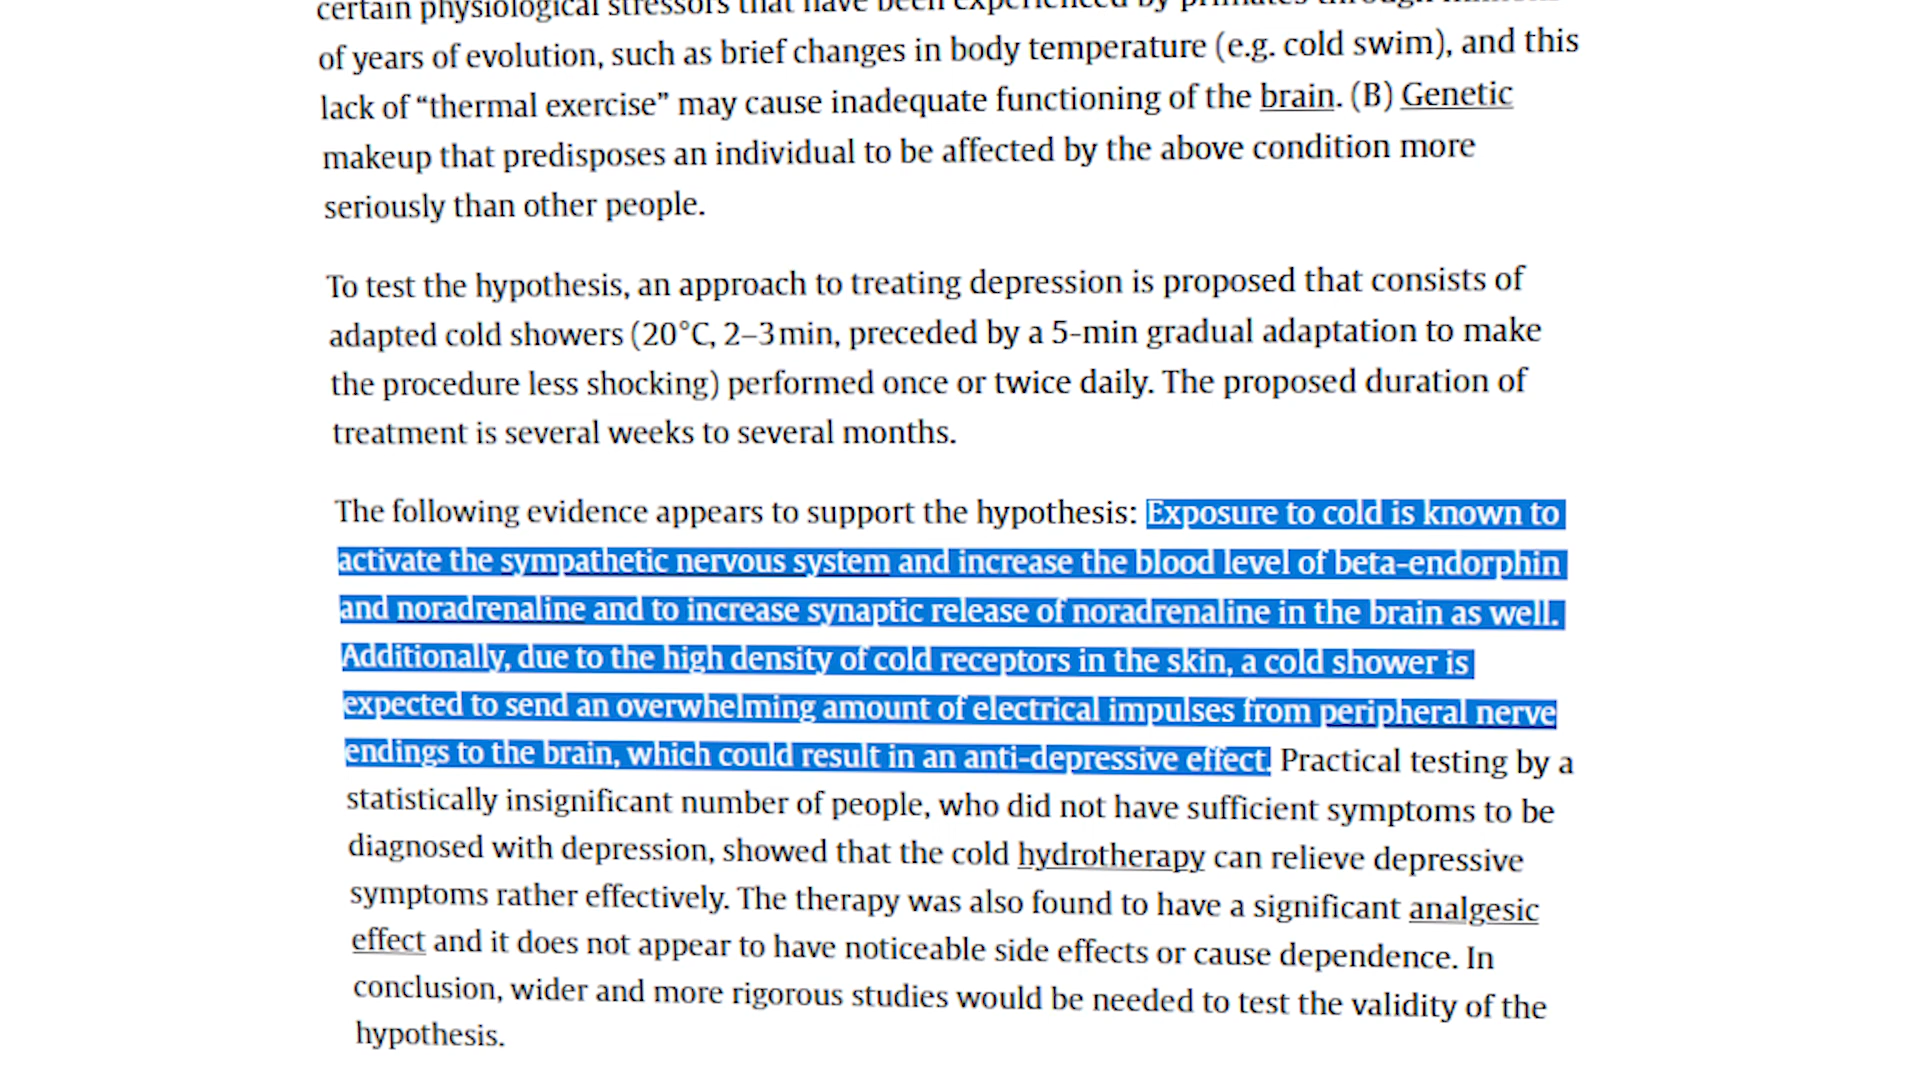 certain physiological stressors that have been experienced by primates through
of years of evolution, such as brief changes in body temperature (e.g. cold swim), and this
lack of “thermal exercise” may cause inadequate functioning of the brain. (B) Genetic
makeup that predisposes an individual to be affected by the above condition more
seriously than other people.
To test the hypothesis, an approach to treating depression is proposed that consists of
adapted cold showers (20°C, 2–3 min, preceded by a 5-min gradual adaptation to make
the procedure less shocking) performed once or twice daily. The proposed duration of
treatment is several weeks to several months.
The following evidence appears to support the hypothesis: Exposure to cold is known to
activate the sympathetic nervous system and increase the blood level of beta-endorphin
and noradrenaline and to increase synaptic release of noradrenaline in the brain as well.
Additionally, due to the high density of cold receptors in the skin, a cold shower is
expected to send an overwhelming amount of electrical impulses from peripheral nerve
endings to the brain, which could result in an anti-depressive effect. Practical testing by a
statistically insignificant number of people, who did not have sufficient symptoms to be
diagnosed with depression, showed that the cold hydrotherapy can relieve depressive
symptoms rather effectively. The therapy was also found to have a significant analgesic
effect and it does not appear to have noticeable side effects or cause dependence. In
conclusion, wider and more rigorous studies would be needed to test the validity of the
hypothesis.